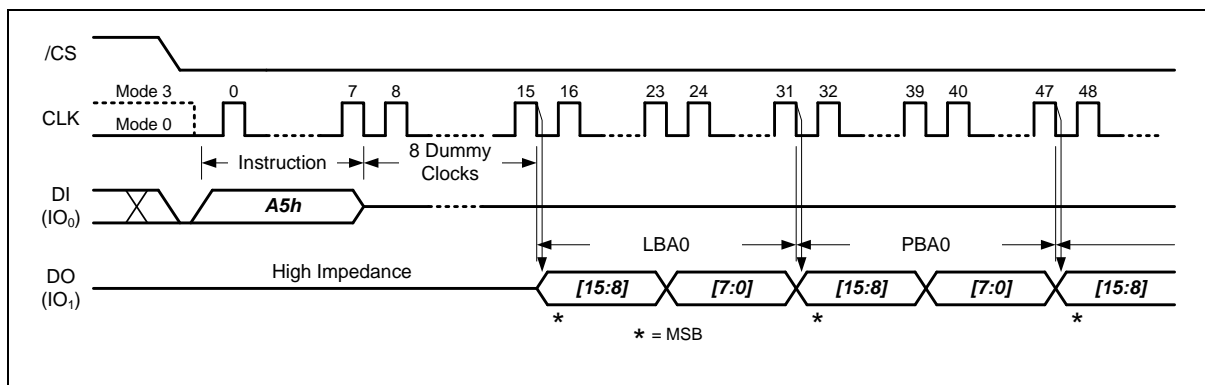 /CS
Mode 3
0 7 8 15 16 23 24 31 32 39 40 47 48
CLK
Mode 0
Instruction
8 Dummy
Clocks
DI
(IO₀)
A5h
LBA0
PBA0
DO
(IO₁)
High Impedance
[15:8] [7:0] [15:8] [7:0] [15:8]
* * *
* = MSB